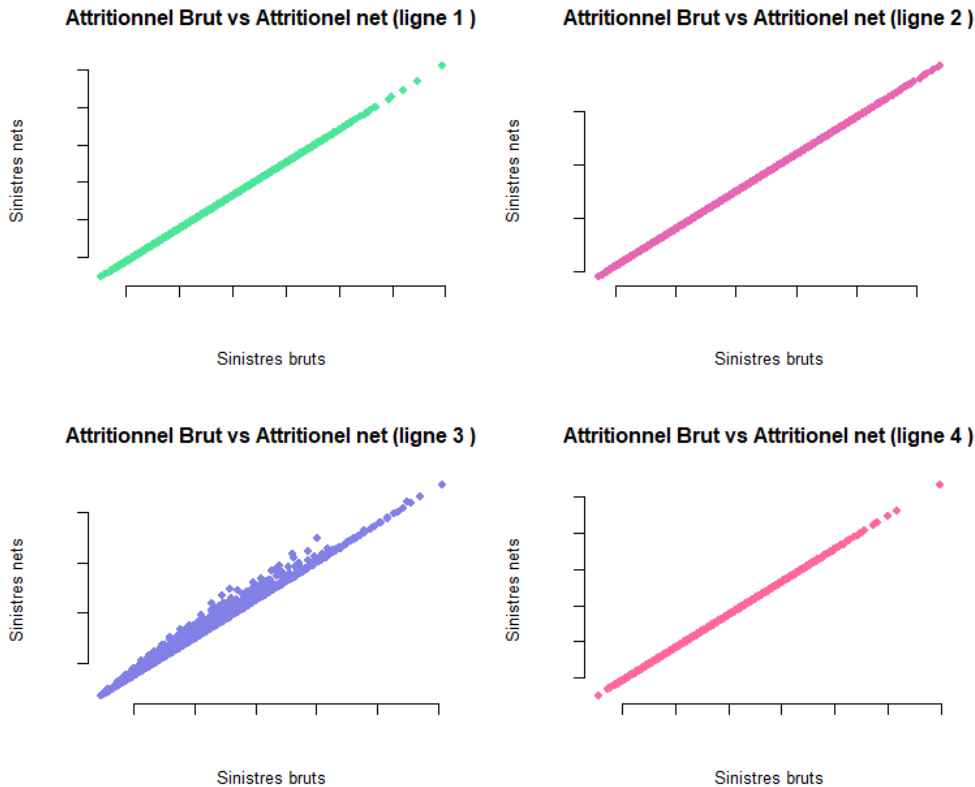 Attritionnel Brut vs Attritionel net (ligne 1 )
Sinistres nets
Sinistres bruts
Attritionnel Brut vs Attritionel net (ligne 2 )
Sinistres nets
Sinistres bruts
Attritionnel Brut vs Attritionel net (ligne 3 )
Sinistres nets
Sinistres bruts
Attritionnel Brut vs Attritionel net (ligne 4 )
Sinistres nets
Sinistres bruts